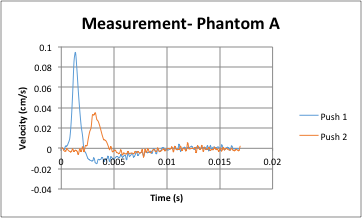 Measurement- Phantom A
0.1
0.08
0.06
0.04
0.02
0
-0.02
-0.04
0 0.005 0.01 0.015 0.02
Velocity (cm/s)
Time (s)
Push 1
Push 2